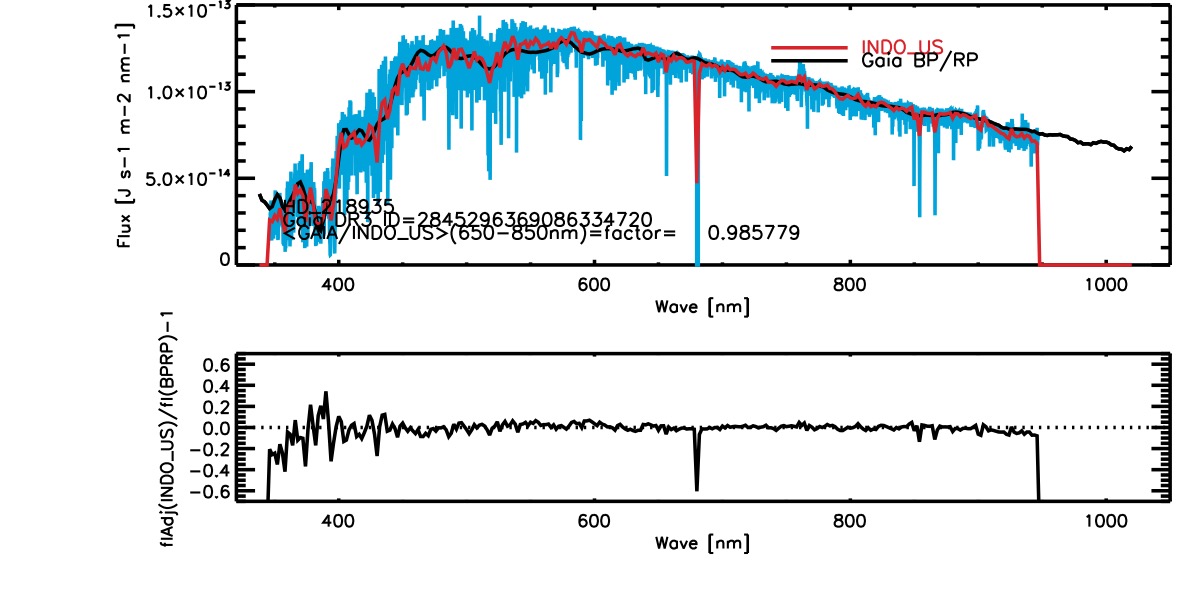 1.5×10−13
1.0×10−13
5.0×10−14
0
Flux [J s−1 m−2 nm−1]
INDO_US
Gaia BP/RP
HD_218935
Gaia DR3 ID=2845296369086334720
<GAIA/INDO_US>(650−850nm)=factor= 0.985779
400 600 800 1000
Wave [nm]
0.6
0.4
0.2
0.0
−0.2
−0.4
−0.6
flAdj(INDO_US)/fl(BPRP)−1
400 600 800 1000
Wave [nm]